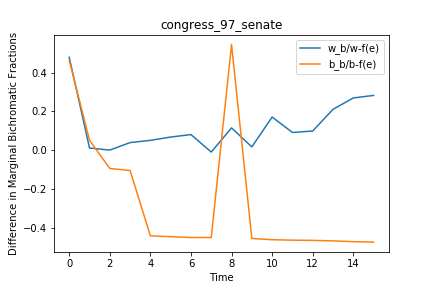 congress_97_senate
w_b/w-f(e)
b_b/b-f(e)
Difference in Marginal Bichromatic Fractions
0.4
0.2
0.0
−0.2
−0.4
0 2 4 6 8 10 12 14
Time